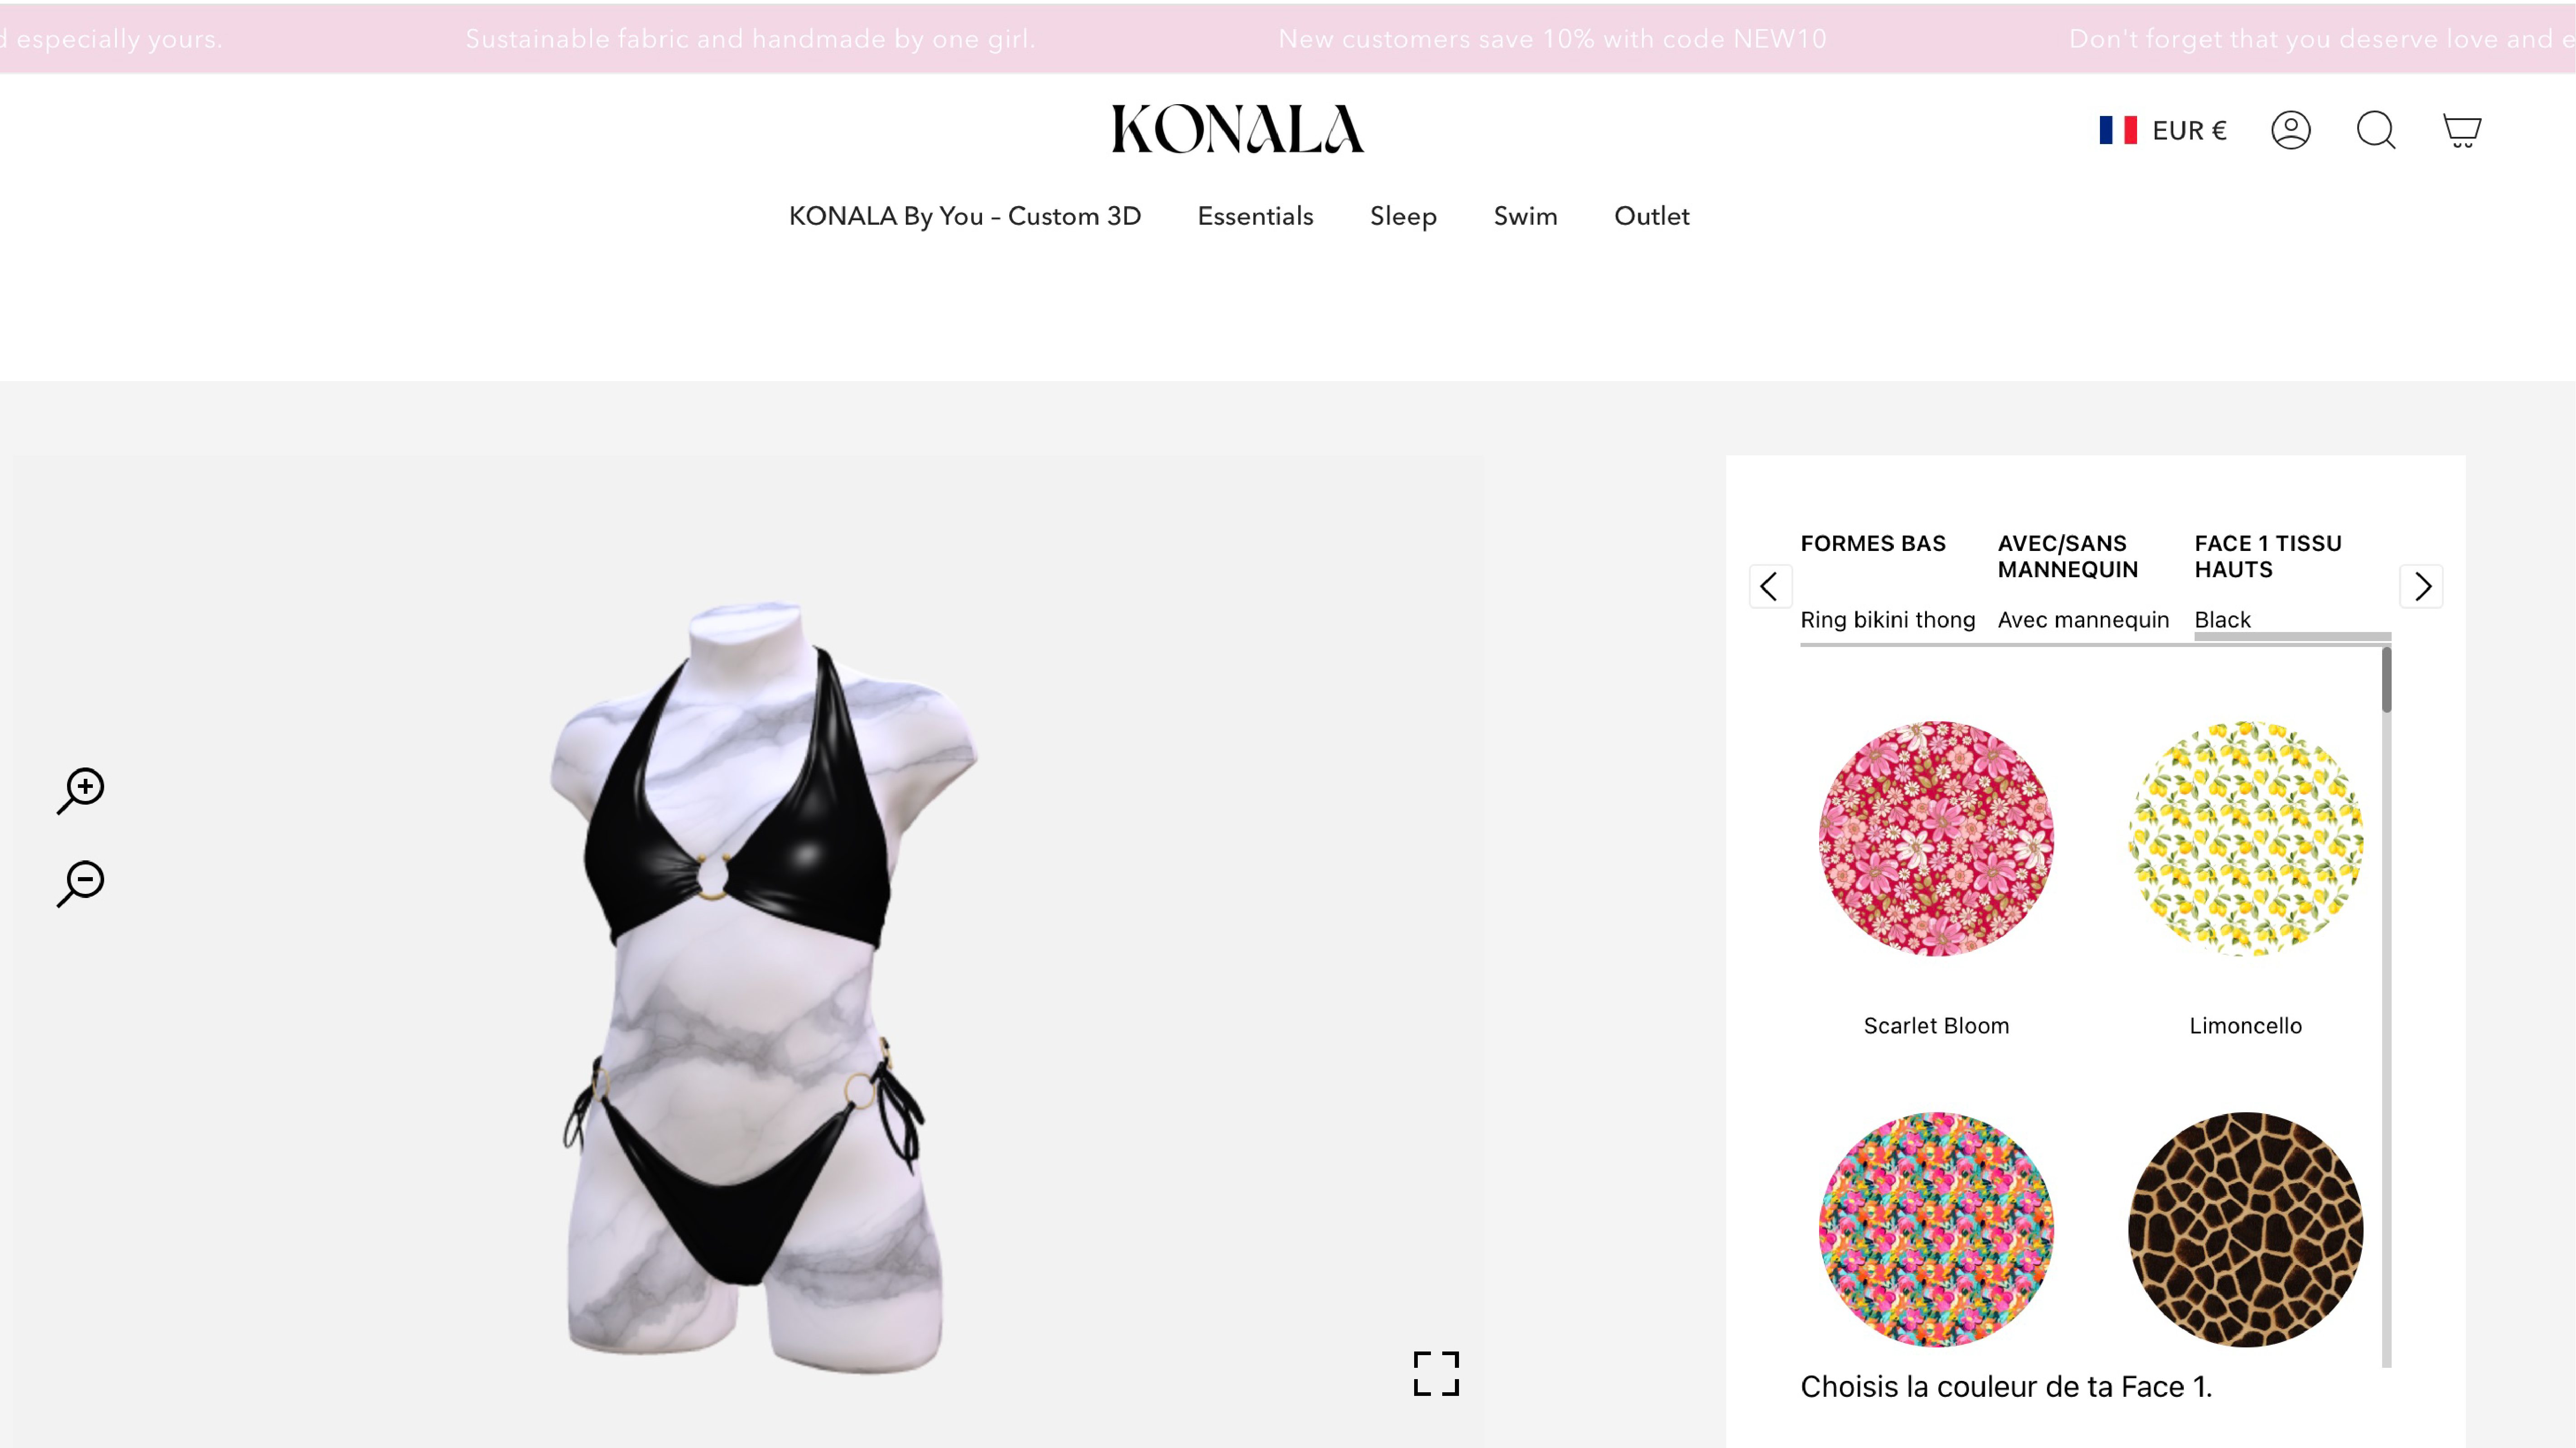 d especially yours.
Sustainable fabric and handmade by one girl.
New customers save 10% with code NEW10
Don't forget that you deserve love and e
KONALA
EUR €
KONALA By You – Custom 3D
Essentials
Sleep
Swim
Outlet
FORMES BAS
Ring bikini thong
AVEC/SANS
MANNEQUIN
Avec mannequin
FACE 1 TISSU
HAUTS
Black
Scarlet Bloom
Limoncello
Choisis la couleur de ta Face 1.